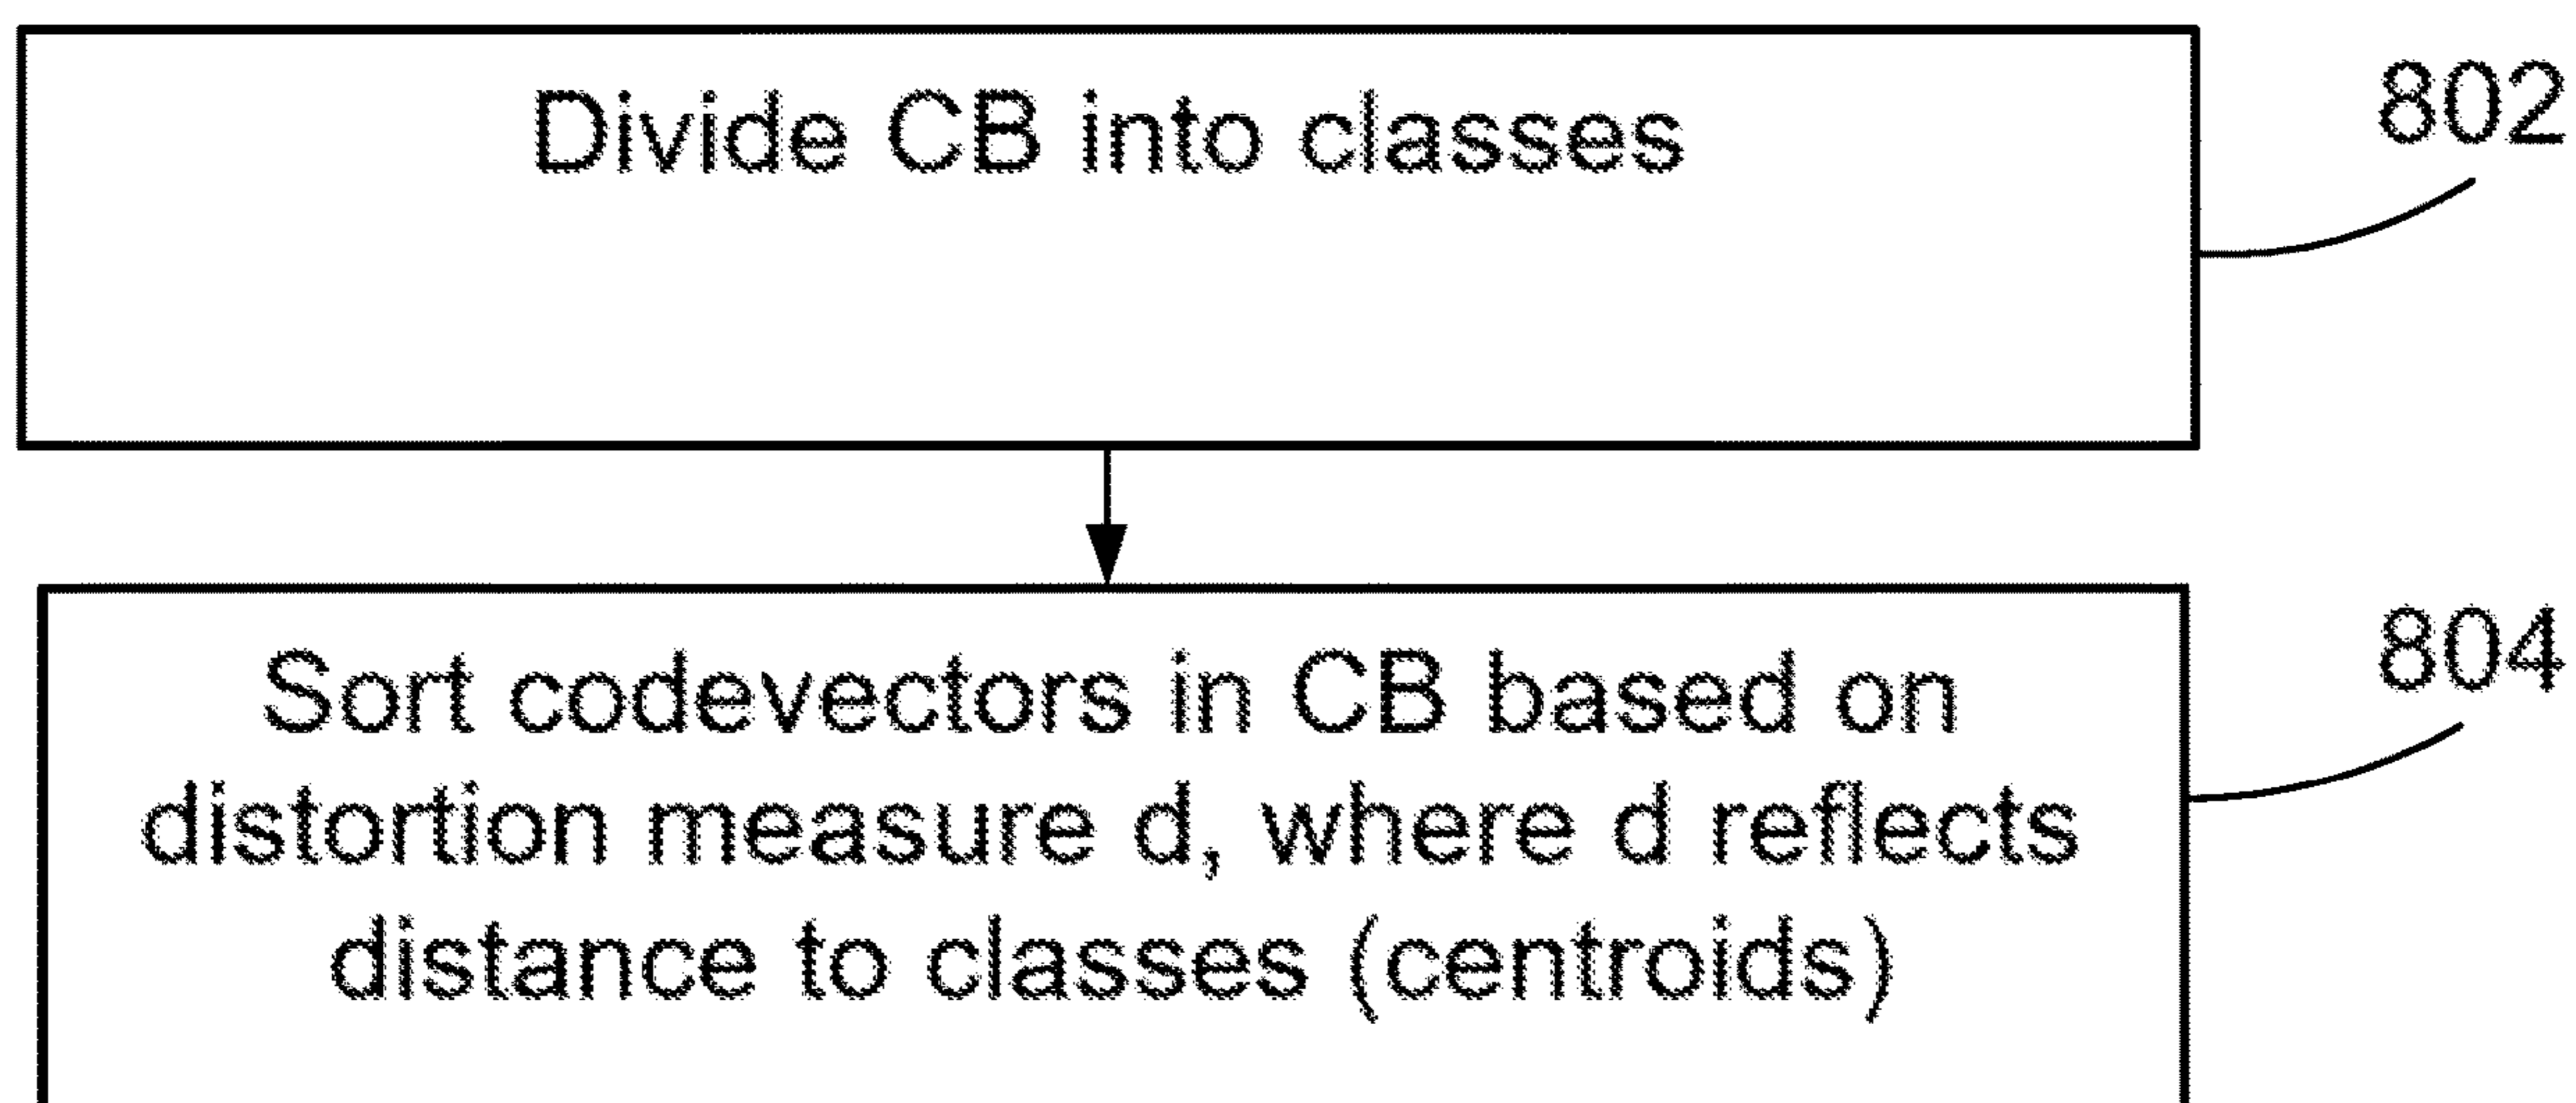 Divide CB into classes
802
Sort codevectors in CB based on
804
distortion measure d, where d reflects
distance to classes (centroids)